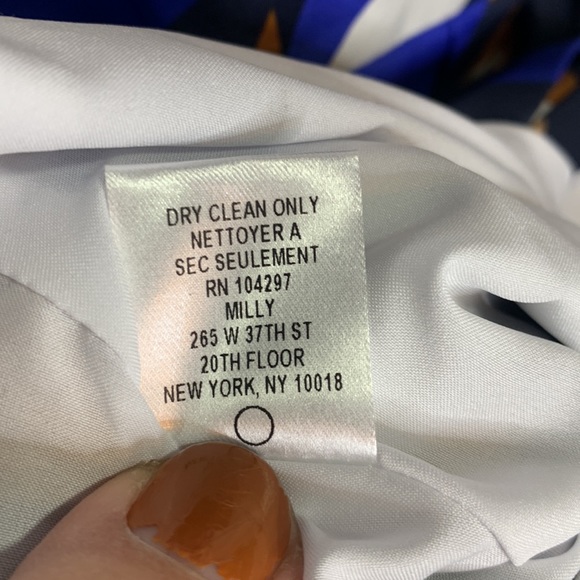 DRY CLEAN ONLY
NETTOYER A
SEC SEULEMENT
RN 104297
MILLY
265 W 37TH ST
20TH FLOOR
NEW YORK, NY 10018